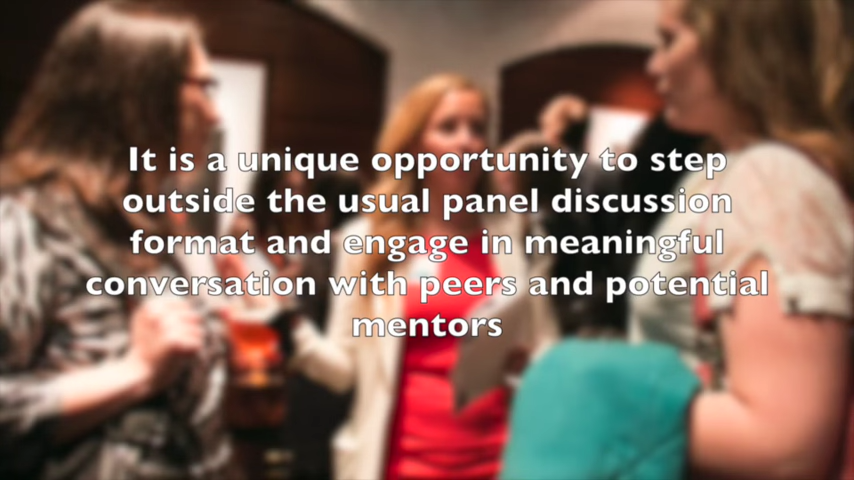 It is a unique opportunity to step
outside the usual panel discussion
format and engage in meaningful
conversation with peers and potential
mentors